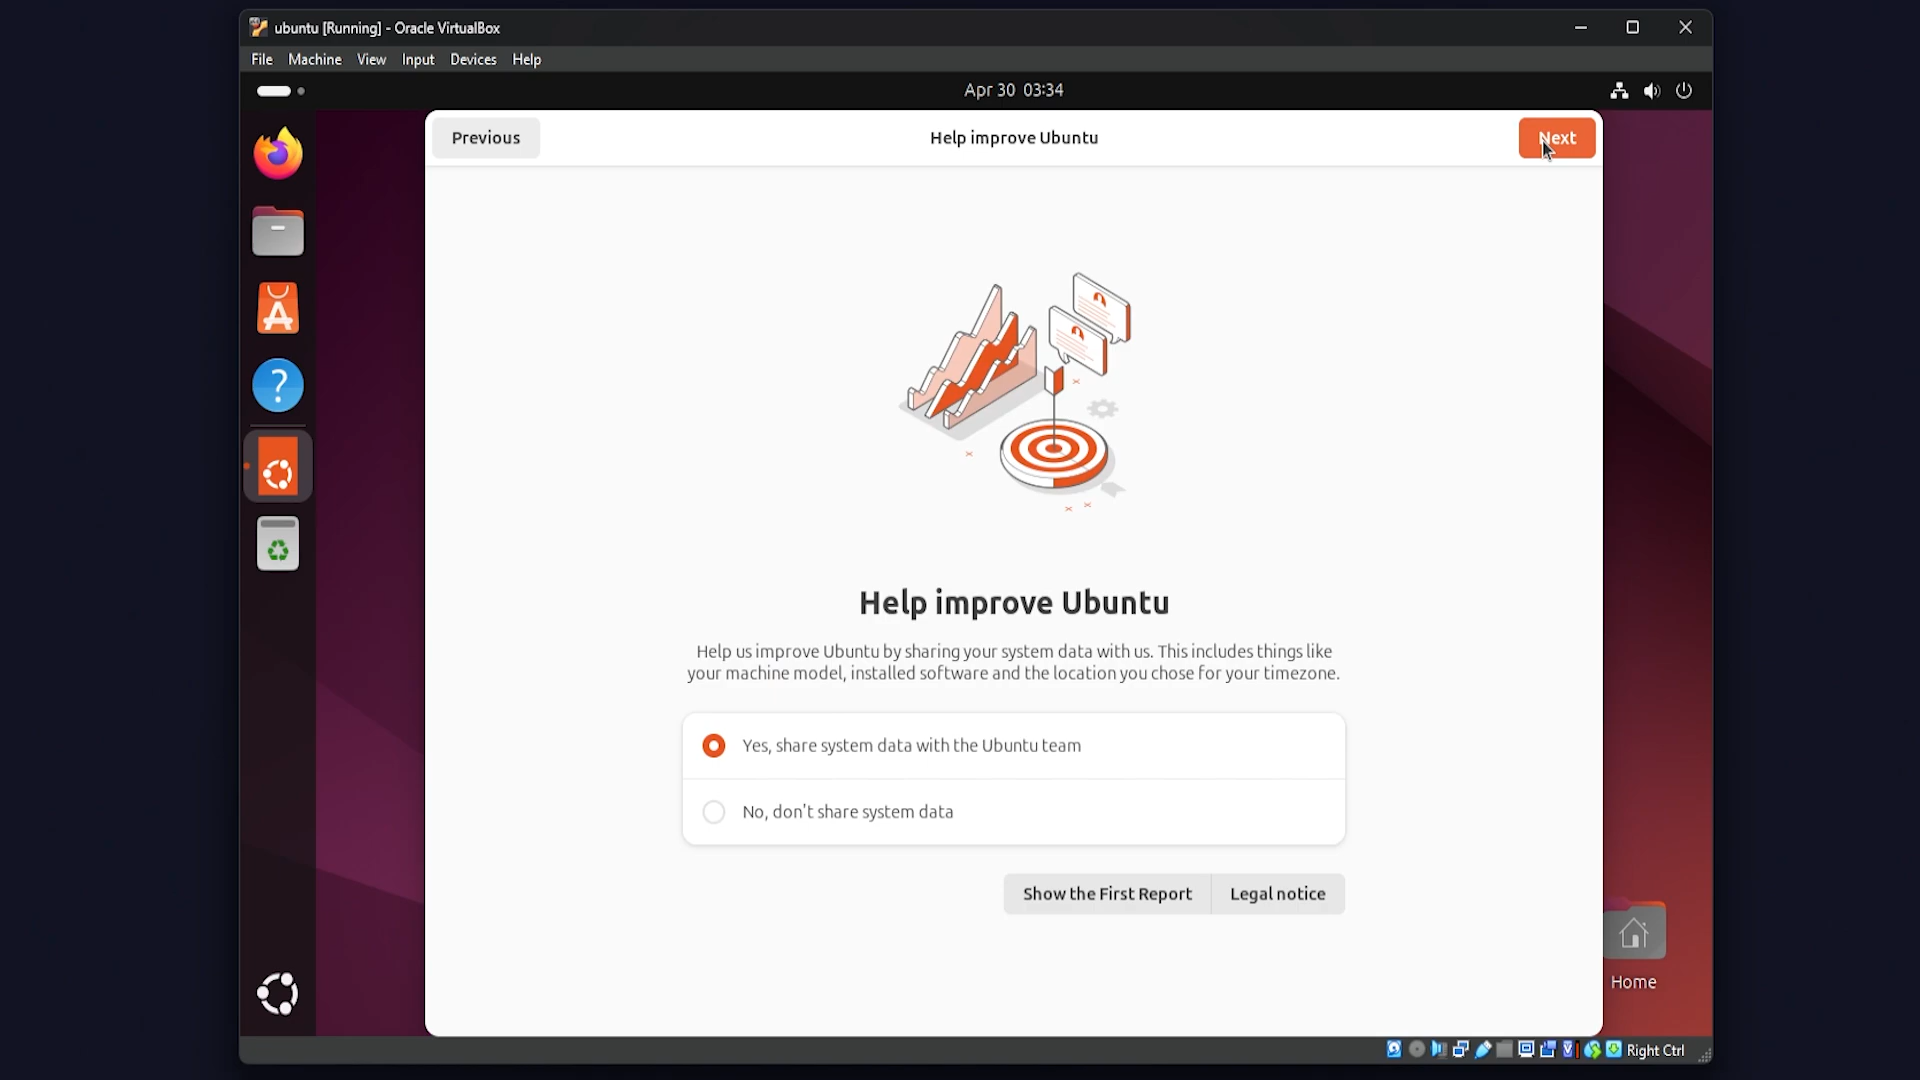 ubuntu [Running] - Oracle VirtualBox
File Machine View Input Devices Help
Apr 30 03:34
Previous
Help improve Ubuntu
Next
Help improve Ubuntu
Help us improve Ubuntu by sharing your system data with us. This includes things like
your machine model, installed software and the location you chose for your timezone.
Yes, share system data with the Ubuntu team
No, don't share system data
Show the First Report
Legal notice
Home
Right Ctrl